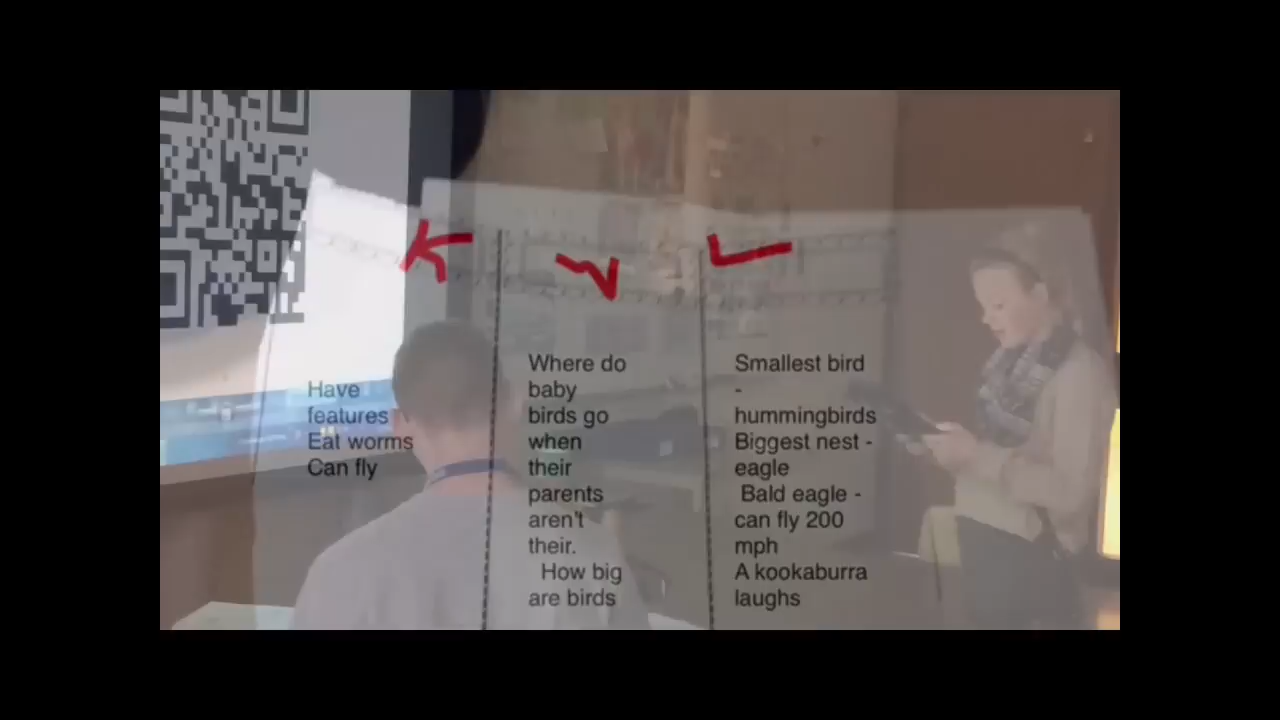 K
Have
features
Eat worms
Can fly
Where do
baby
birds go
when
their
parents
aren't
their.
How big
are birds
L
Smallest bird
-
hummingbirds
Biggest nest -
eagle
Bald eagle -
can fly 200
mph
A kookaburra
laughs